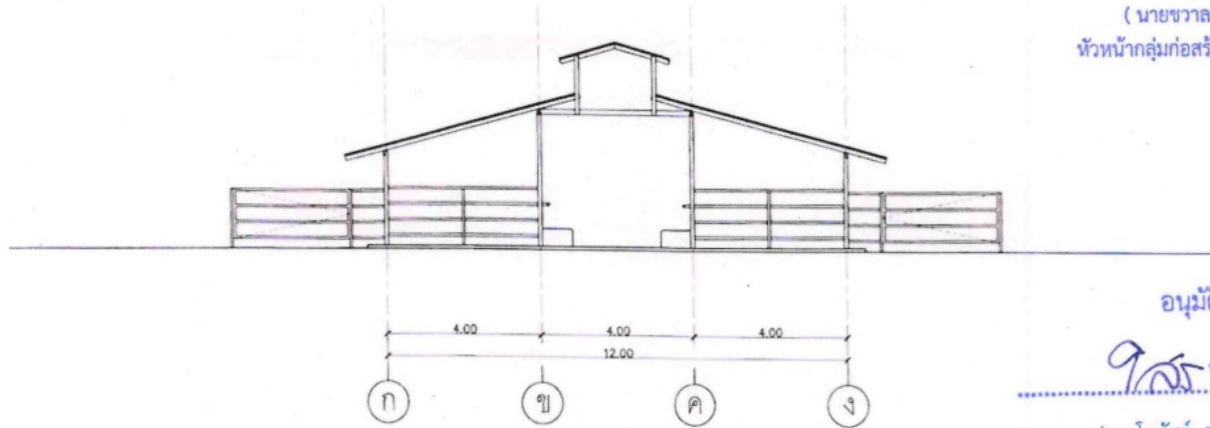 ( นายชวาล
หัวหน้ากลุ่มก่อสร้
4.00 4.00 4.00
12.00
ก ข ค ง
อนุมั